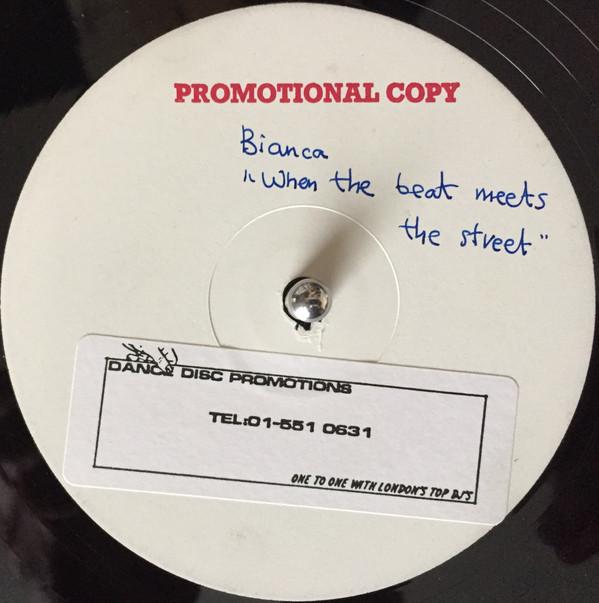 PROMOTIONAL COPY
Bianca
"When the beat meets
the street"
DANCE DISC PROMOTIONS
TEL:01-551 0631
ONE TO ONE WITH LONDON'S TOP DJ'S